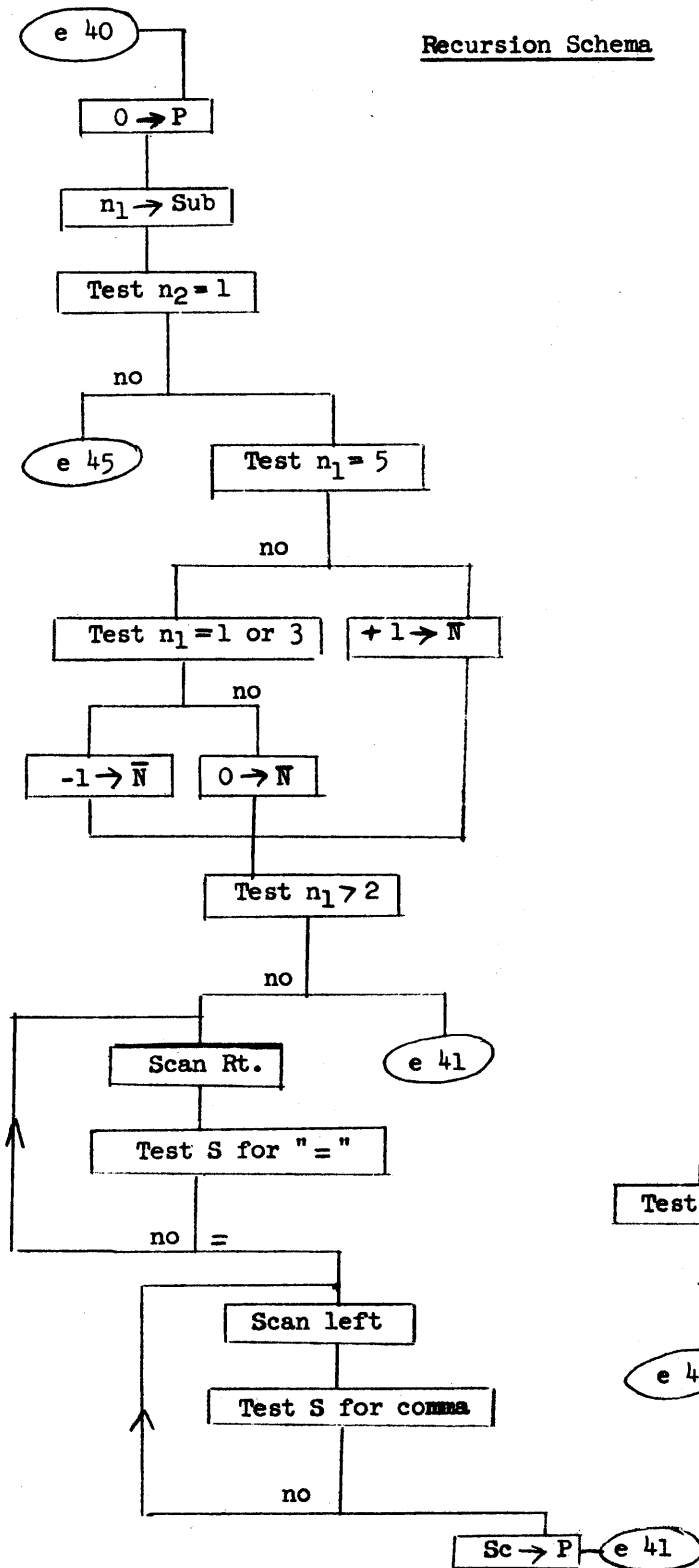 Recursion Schema
e 40
0 → P
n₁ → Sub
Test n₂ = 1
no
e 45
Test n₁ = 5
no
Test n₁ = 1 or 3
+ 1 → N̅
no
-1 → N̅
0 → N̅
Test n₁ > 2
no
Scan Rt.
e 41
Test S for "="
no =
Test
Scan left
e 4
Test S for comma
no
Sc → P
e 41